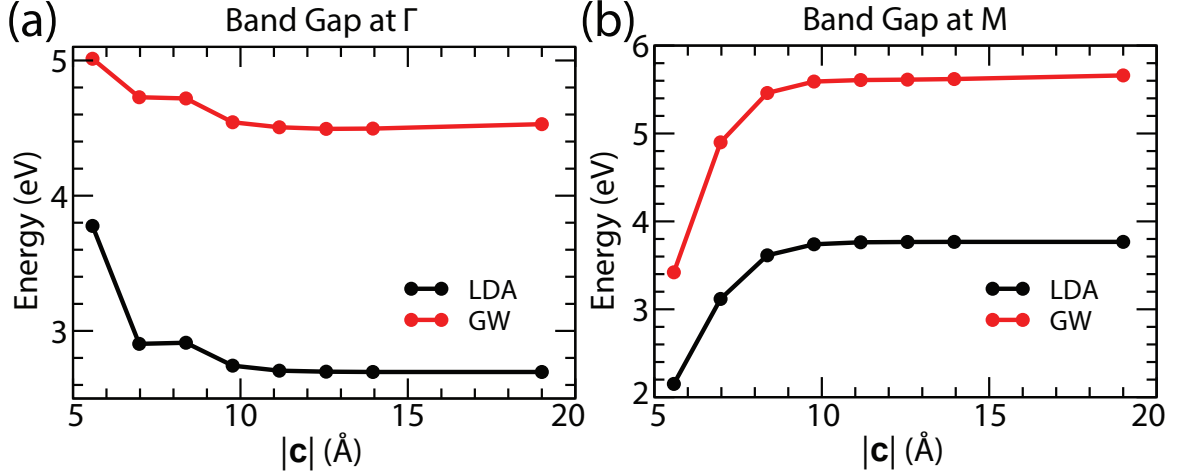 (a)
Band Gap at Γ
5
4
3
Energy (eV)
LDA
GW
5
10
15
20
|c| (Å)
(b)
Band Gap at M
6
5
4
3
2
Energy (eV)
LDA
GW
5
10
15
20
|c| (Å)